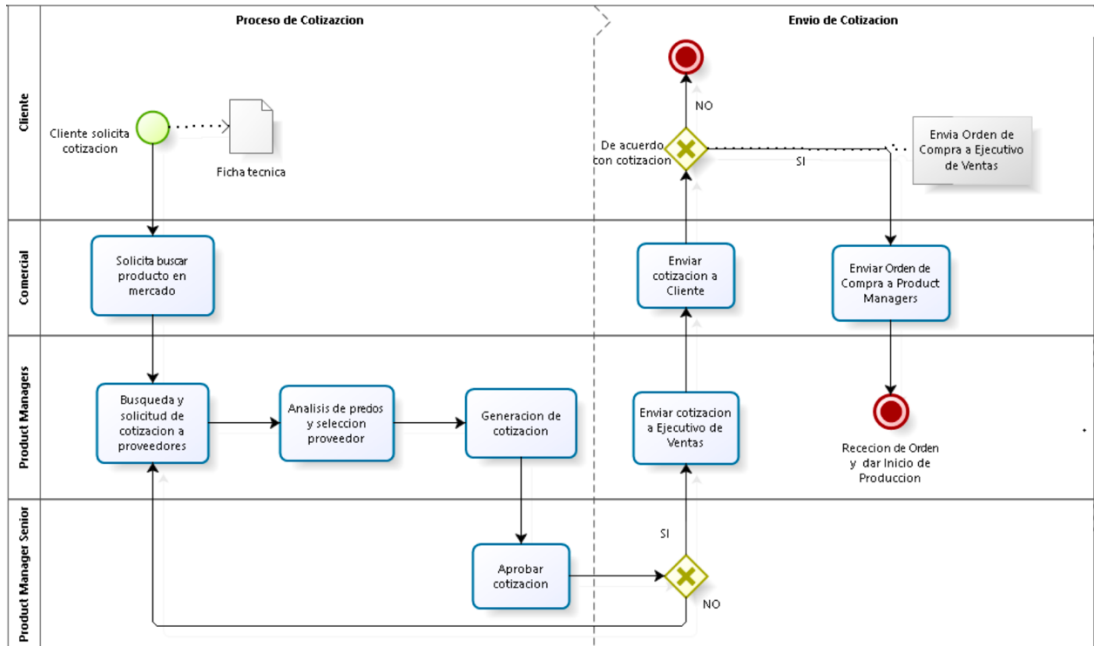 Proceso de Cotizazcion
Envio de Cotizacion
Cliente
Cliente solicita
cotizacion
Ficha tecnica
NO
De acuerdo
con cotizacion
SI
Envia Orden de
Compra a Ejecutivo
de Ventas
Comercial
Solicita buscar
producto en
mercado
Enviar
cotizacion a
Cliente
Enviar Orden de
Compra a Product
Managers
Product Managers
Busqueda y
solicitud de
cotizacion a
proveedores
Analisis de predos
y seleccion
proveedor
Generacion de
cotizacion
Enviar cotizacion
a Ejecutivo de
Ventas
Rececion de Orden
y dar Inicio de
Produccion
Product Manager Senior
Aprobar
cotizacion
SI
NO